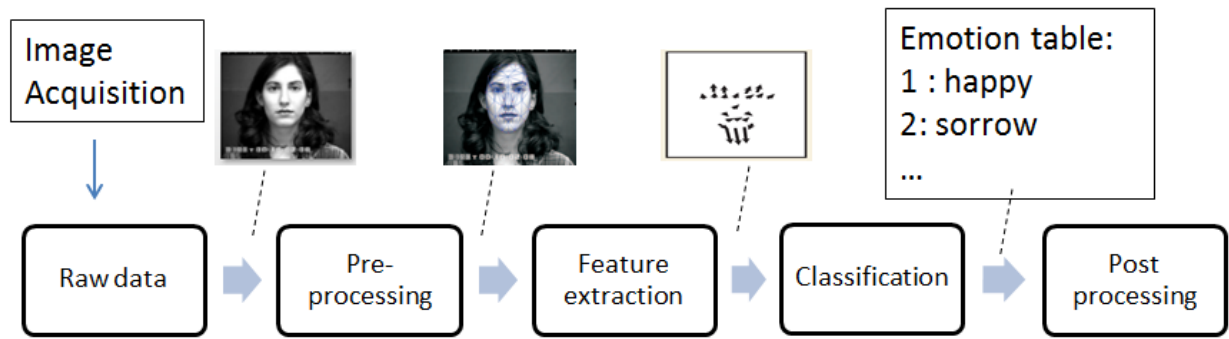 Image
Acquisition
Emotion table:
1 : happy
2: sorrow
...
Raw data
Pre-
processing
Feature
extraction
Classification
Post
processing